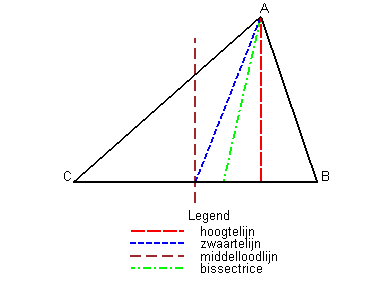 A
C
B
Legend
hoogtelijn
zwaartelijn
middelloodlijn
bissectrice